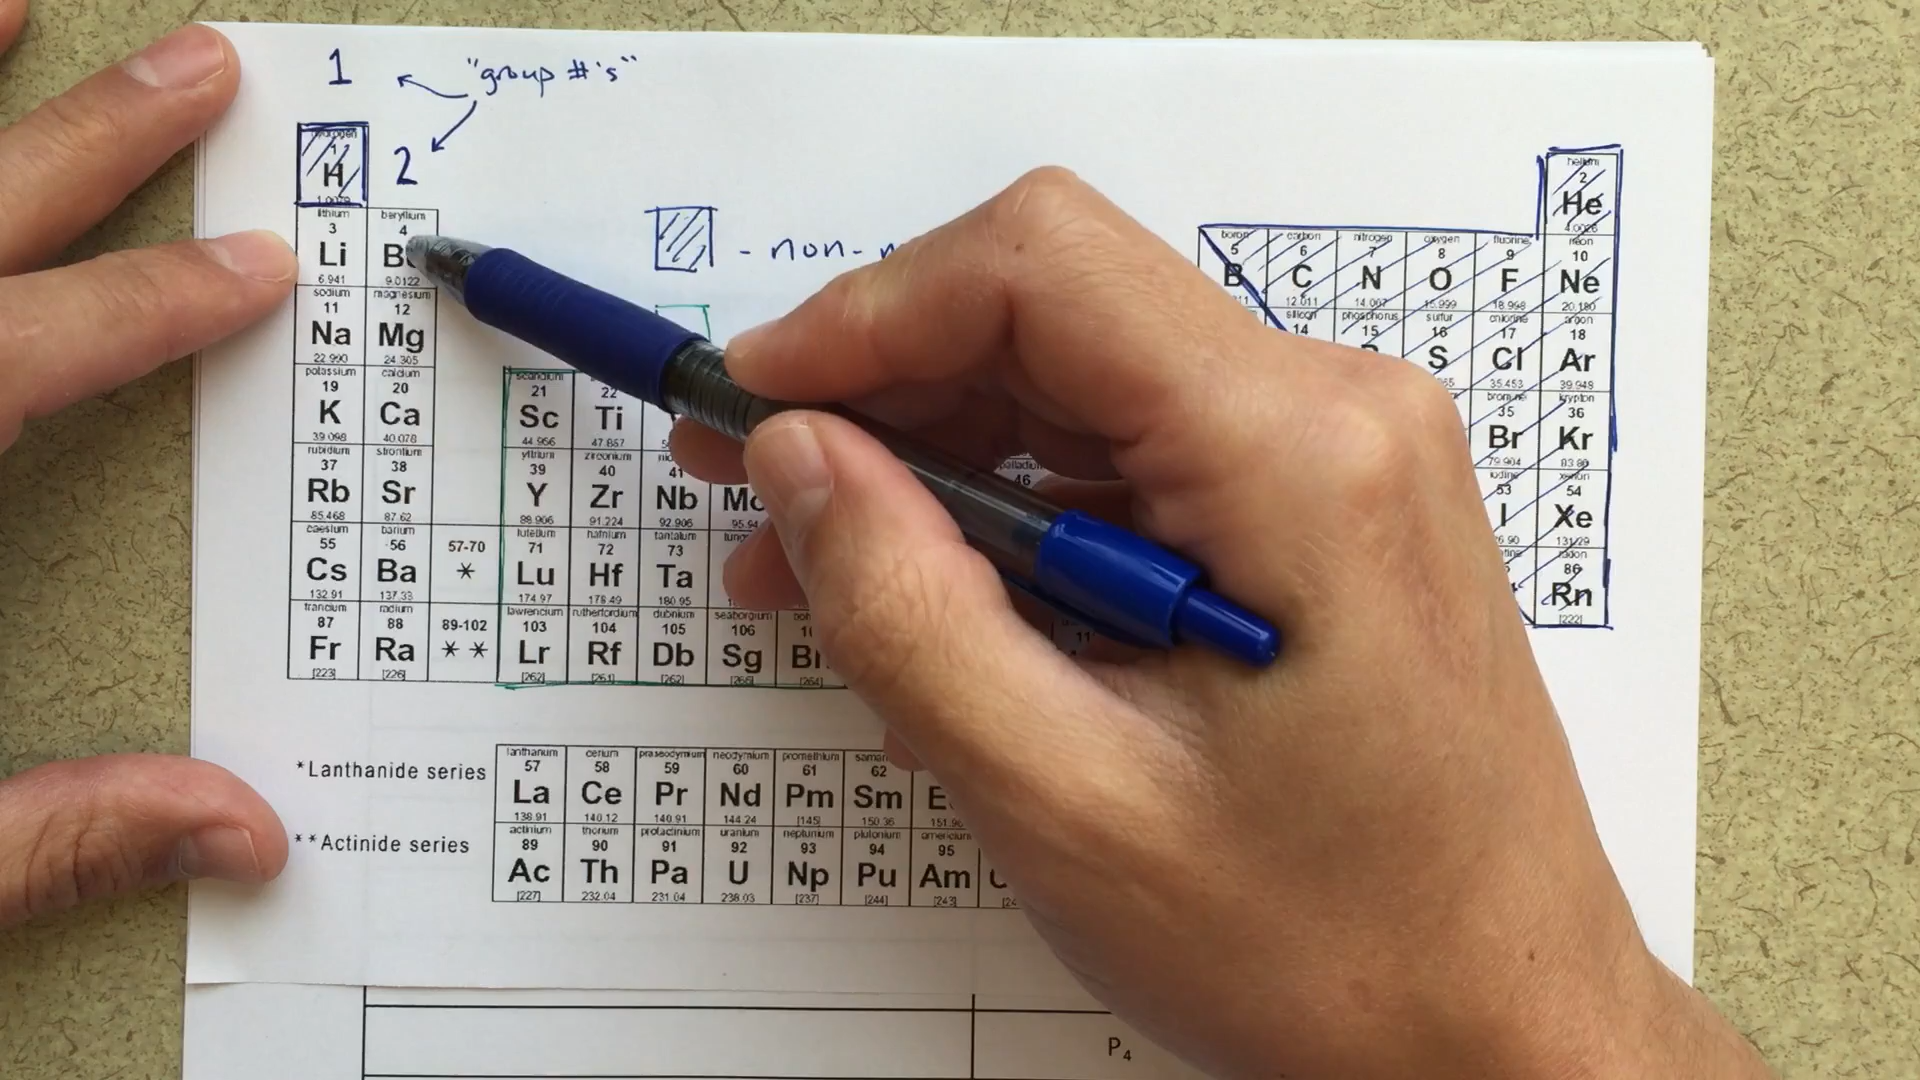 1 "group #'s"
2
hydrogen
1
H
1.0079
helium
2
He
4.0026
- non-
lithium beryllium
3 4
Li
6.941 9.0122
boron carbon nitrogen oxygen fluorine neon
5 6 7 8 9 10
B C N O F Ne
12.011 14.007 15.999 18.998 20.180
sodium magnesium silicon phosphorus sulfur chlorine argon
11 12 14 15 16 17 18
Na Mg S Cl Ar
22.990 24.305 35.453 39.948
potassium calcium scandium bromine krypton
19 20 21 22 35 36
K Ca Sc Ti Br Kr
39.098 40.078 44.956 47.867 79.904 83.80
rubidium strontium yttrium zirconium palladium iodine xenon
37 38 39 40 41 46 53 54
Rb Sr Y Zr Nb I Xe
85.468 87.62 88.906 91.224 92.906 131.29
caesium barium lutetium hafnium tantalum radon
55 56 57-70 71 72 73 86
Cs Ba * Lu Hf Ta Rn
132.91 137.33 174.97 178.49 180.95 [222]
francium radium lawrencium rutherfordium dubnium seaborgium
87 88 89-102 103 104 105 106
Fr Ra ** Lr Rf Db Sg
[223] [226] [262] [261] [262] [266] [264]
*Lanthanide series
lanthanum cerium praseodymium neodymium promethium
57 58 59 60 61 62
La Ce Pr Nd Pm Sm
138.91 140.12 140.91 144.24 [145] 150.36
**Actinide series
actinium thorium protactinium uranium neptunium plutonium americium
89 90 91 92 93 94 95
Ac Th Pa U Np Pu Am
[227] 232.04 231.04 238.03 [237] [244] [243]
P4